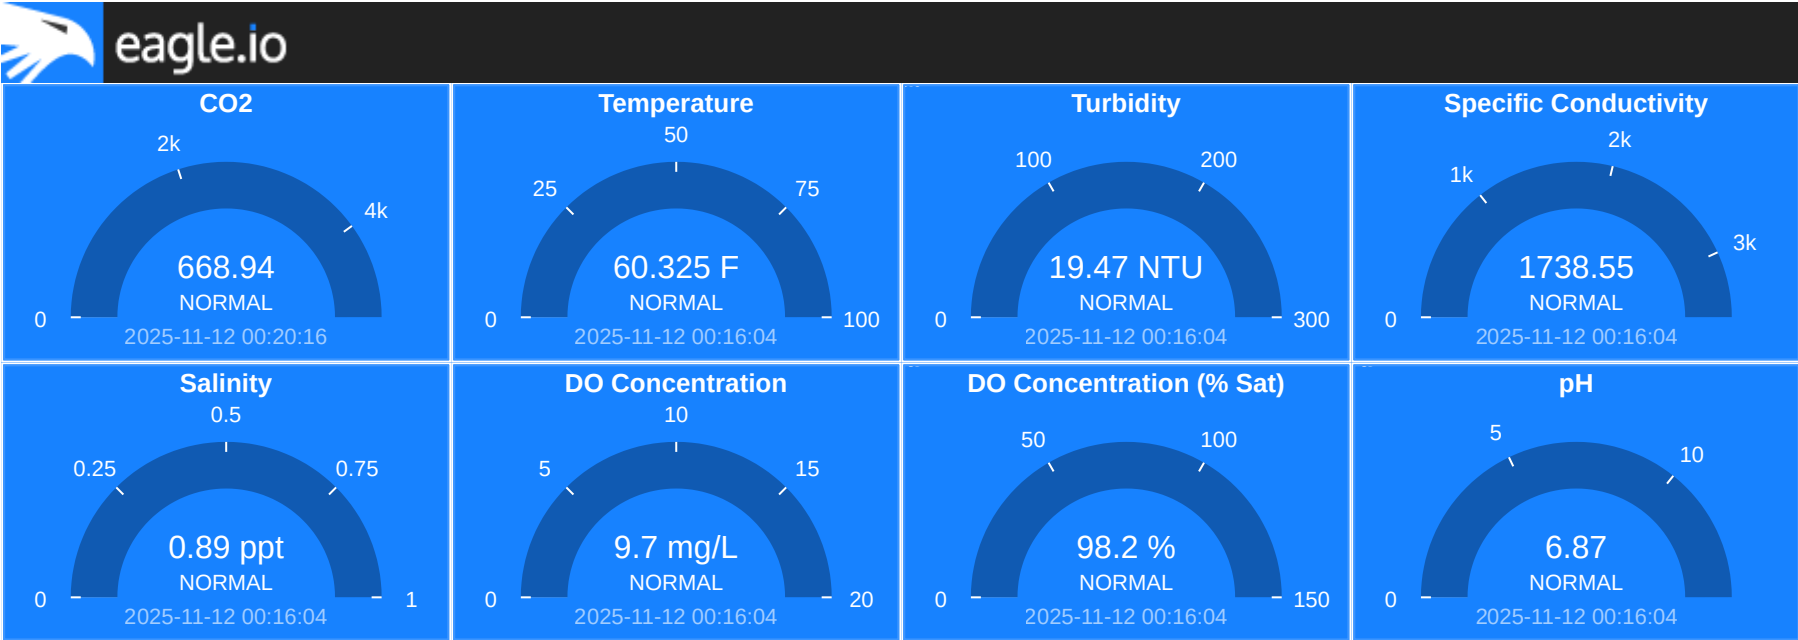 eagle.io
CO2
2k
4k
668.94
NORMAL
0
2025-11-12 00:20:16
Temperature
50
25
75
60.325 F
NORMAL
0
100
2025-11-12 00:16:04
Turbidity
100
200
19.47 NTU
NORMAL
0
300
2025-11-12 00:16:04
Specific Conductivity
2k
1k
3k
1738.55
NORMAL
0
2025-11-12 00:16:04
Salinity
0.5
0.25
0.75
0.89 ppt
NORMAL
0
1
2025-11-12 00:16:04
DO Concentration
10
5
15
9.7 mg/L
NORMAL
0
20
2025-11-12 00:16:04
DO Concentration (% Sat)
50
100
98.2 %
NORMAL
0
150
2025-11-12 00:16:04
pH
5
10
6.87
NORMAL
0
2025-11-12 00:16:04